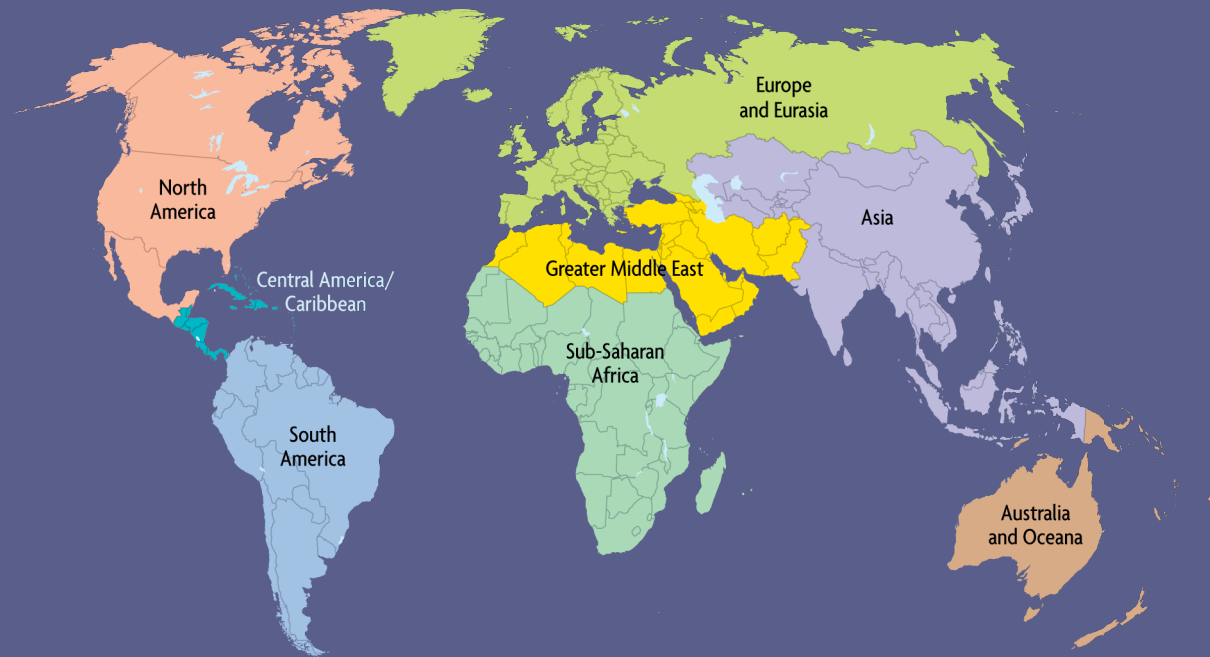 Europe
and Eurasia
North
America
Asia
Central America/
Caribbean
Greater Middle East
Sub-Saharan
Africa
South
America
Australia
and Oceana